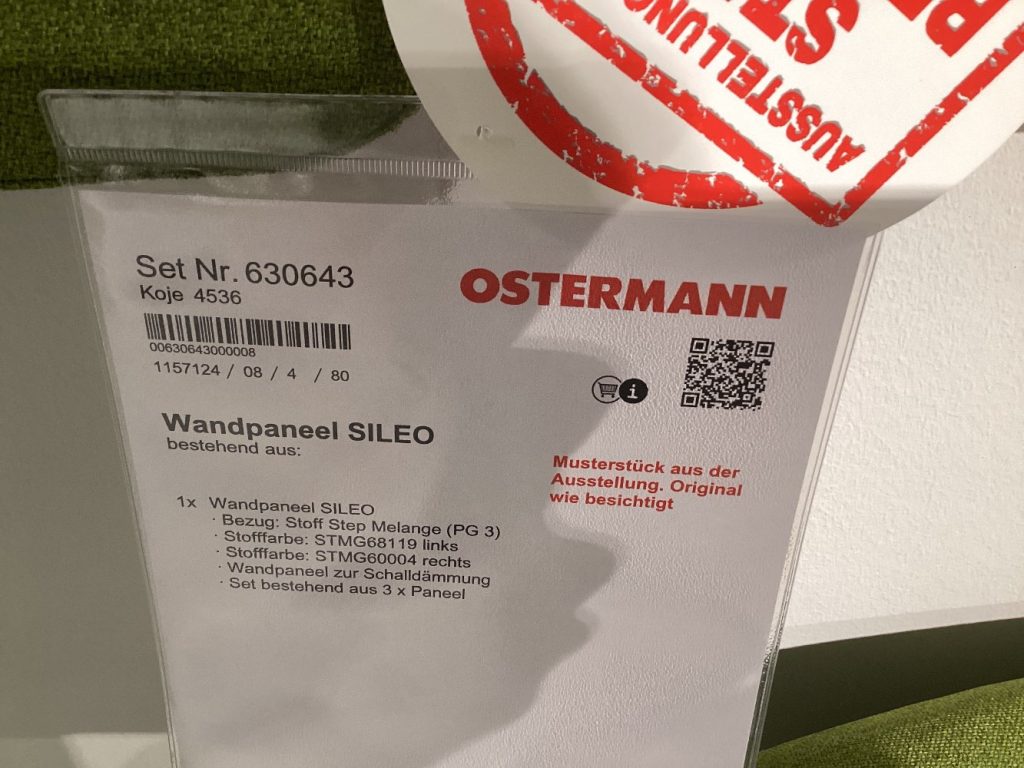 AUSSTELLUNG
Set Nr. 630643
Koje 4536
OSTERMANN
00630643000008
1157124 / 08 / 4 / 80
i
Wandpaneel SILEO
bestehend aus:
Musterstück aus der
Ausstellung. Original
wie besichtigt
1x Wandpaneel SILEO
· Bezug: Stoff Step Melange (PG 3)
· Stofffarbe: STMG68119 links
· Stofffarbe: STMG60004 rechts
· Wandpaneel zur Schalldämmung
· Set bestehend aus 3 x Paneel